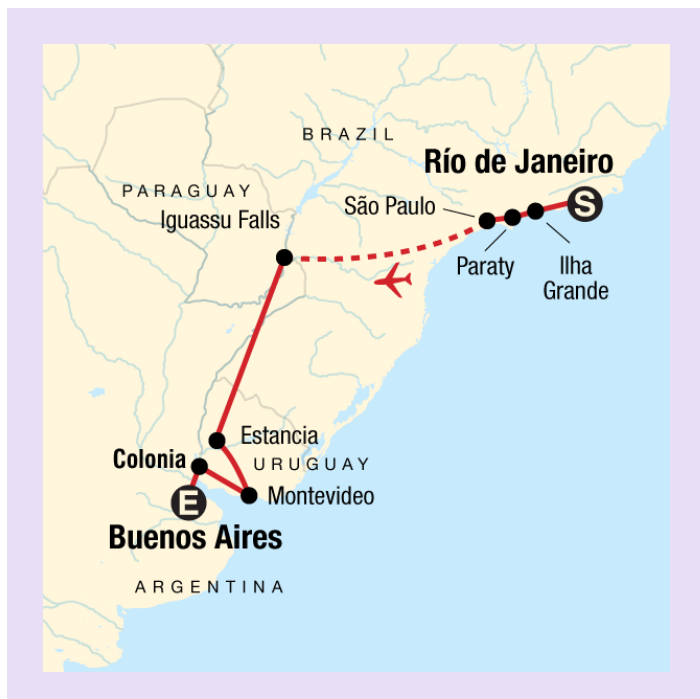 BRAZIL
Río de Janeiro
PARAGUAY
São Paulo
S
Iguassu Falls
Paraty
Ilha
Grande
Estancia
Colonia
URUGUAY
Montevideo
E
Buenos Aires
ARGENTINA